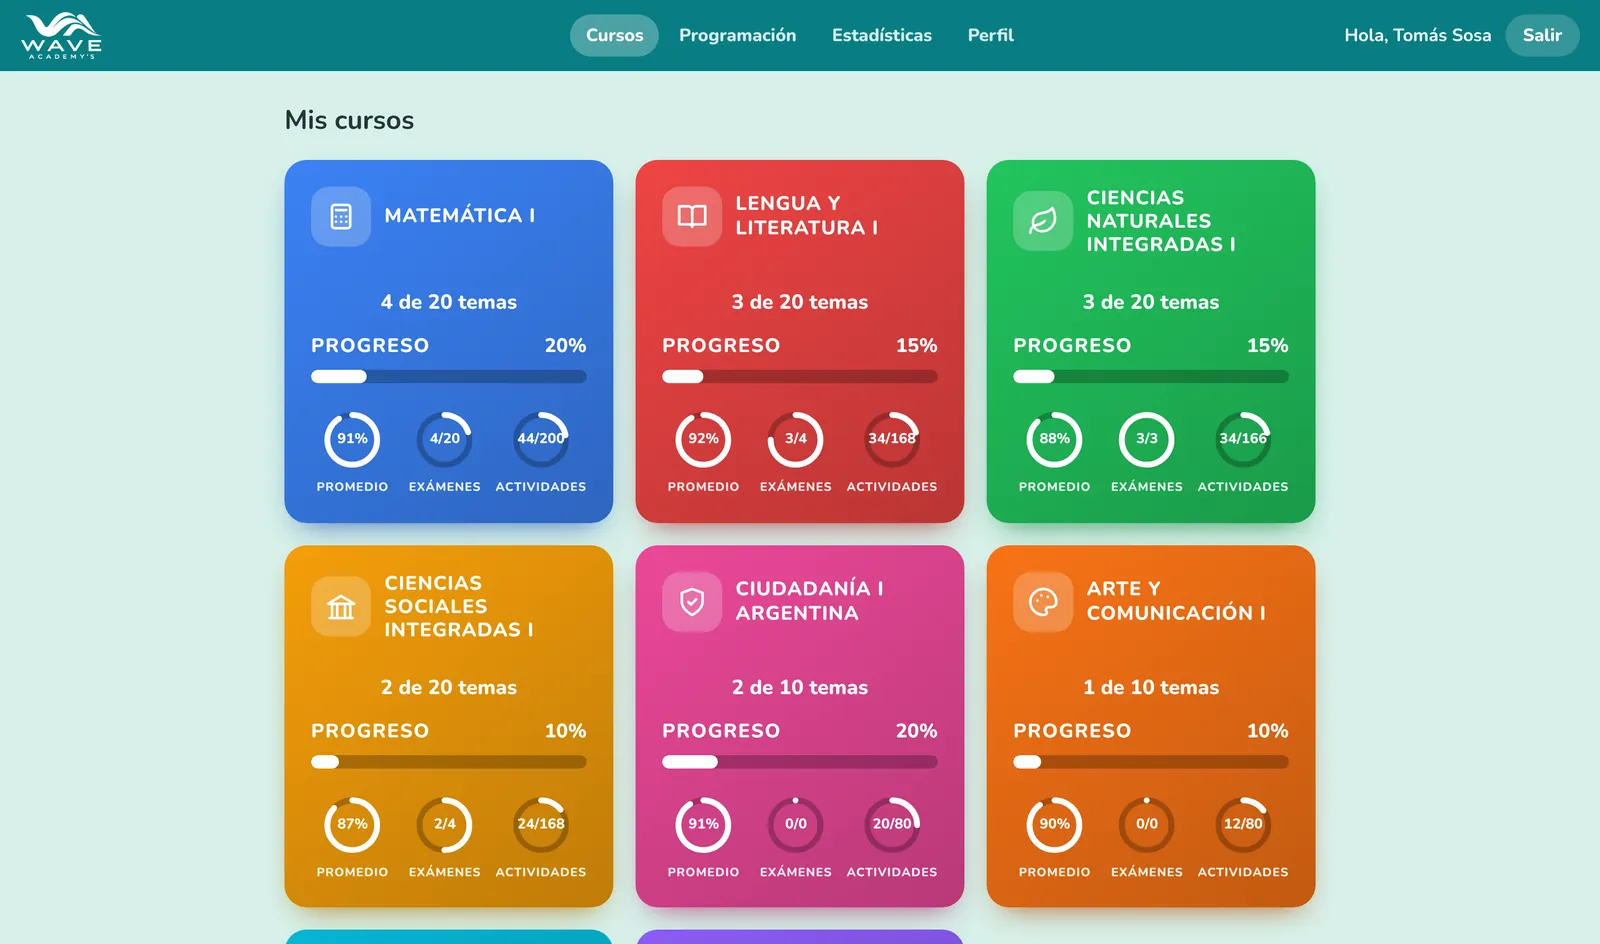 WAVE
ACADEMY'S
Cursos
Programación
Estadísticas
Perfil
Hola, Tomás Sosa
Salir
Mis cursos
MATEMÁTICA I
4 de 20 temas
PROGRESO 20%
91%
4/20
44/200
PROMEDIO
EXÁMENES
ACTIVIDADES
LENGUA Y
LITERATURA I
3 de 20 temas
PROGRESO 15%
92%
3/4
34/168
PROMEDIO
EXÁMENES
ACTIVIDADES
CIENCIAS
NATURALES
INTEGRADAS I
3 de 20 temas
PROGRESO 15%
88%
3/3
34/166
PROMEDIO
EXÁMENES
ACTIVIDADES
CIENCIAS
SOCIALES
INTEGRADAS I
2 de 20 temas
PROGRESO 10%
87%
2/4
24/168
PROMEDIO
EXÁMENES
ACTIVIDADES
CIUDADANÍA I
ARGENTINA
2 de 10 temas
PROGRESO 20%
91%
0/0
20/80
PROMEDIO
EXÁMENES
ACTIVIDADES
ARTE Y
COMUNICACIÓN I
1 de 10 temas
PROGRESO 10%
90%
0/0
12/80
PROMEDIO
EXÁMENES
ACTIVIDADES